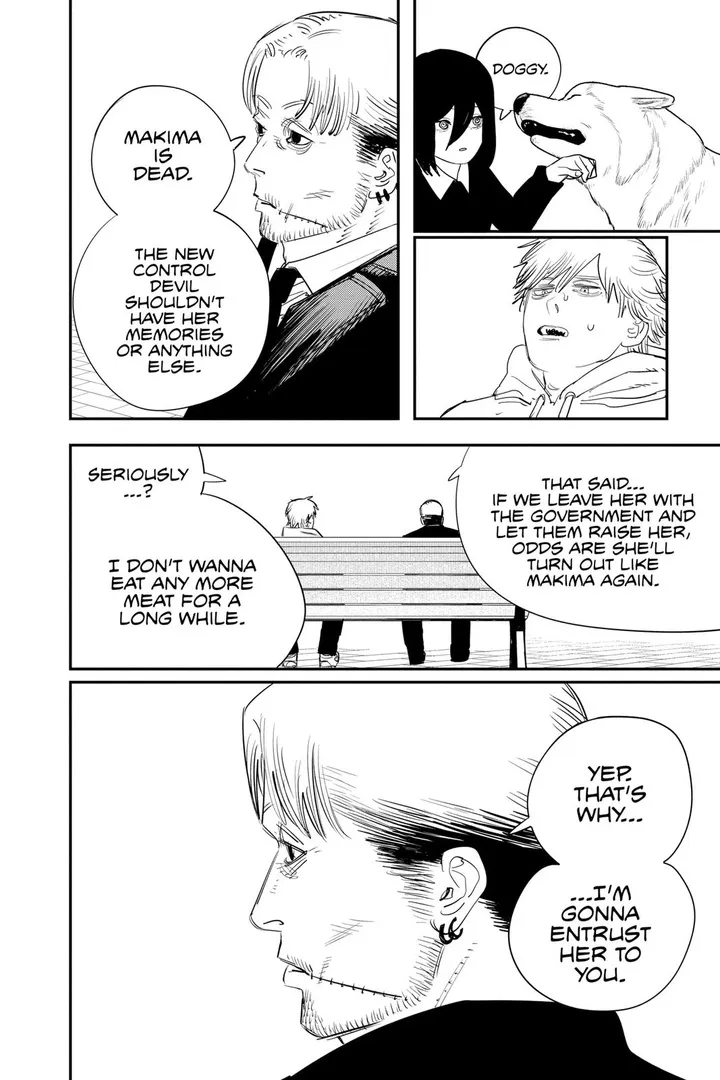 MAKIMA
IS
DEAD.
THE NEW
CONTROL
DEVIL
SHOULDN'T
HAVE HER
MEMORIES
OR ANYTHING
ELSE.
DOGGY.
SERIOUSLY
...?
I DON'T WANNA
EAT ANY MORE
MEAT FOR A
LONG WHILE.
THAT SAID...
IF WE LEAVE HER WITH
THE GOVERNMENT AND
LET THEM RAISE HER,
ODDS ARE SHE'LL
TURN OUT LIKE
MAKIMA AGAIN.
YEP.
THAT'S
WHY...
...I'M
GONNA
ENTRUST
HER TO
YOU.